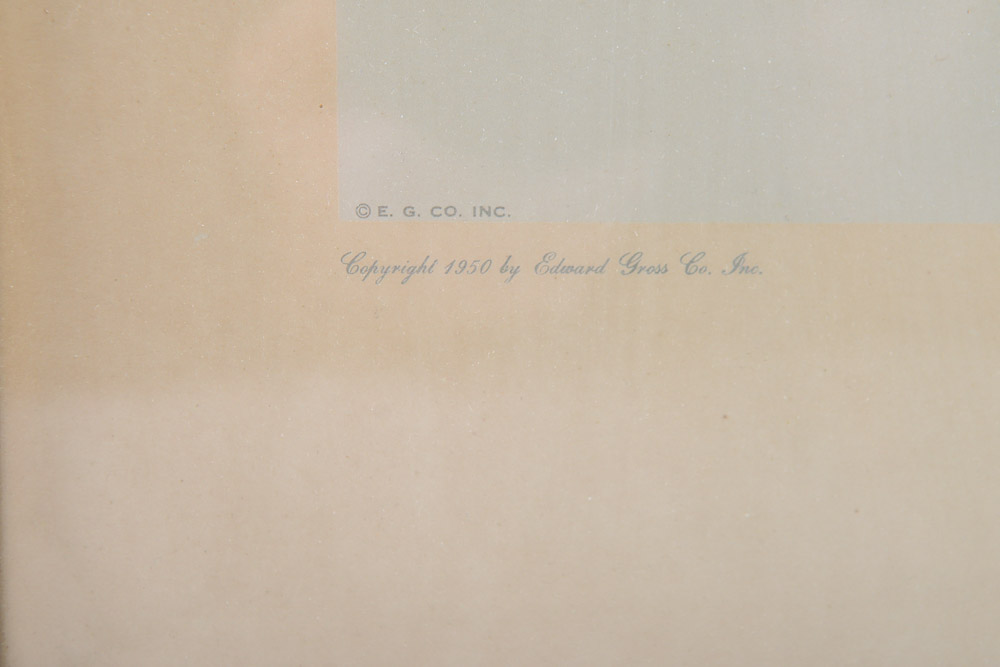 © E. G. CO. INC.
Copyright 1950 by Edward Gross Co. Inc.